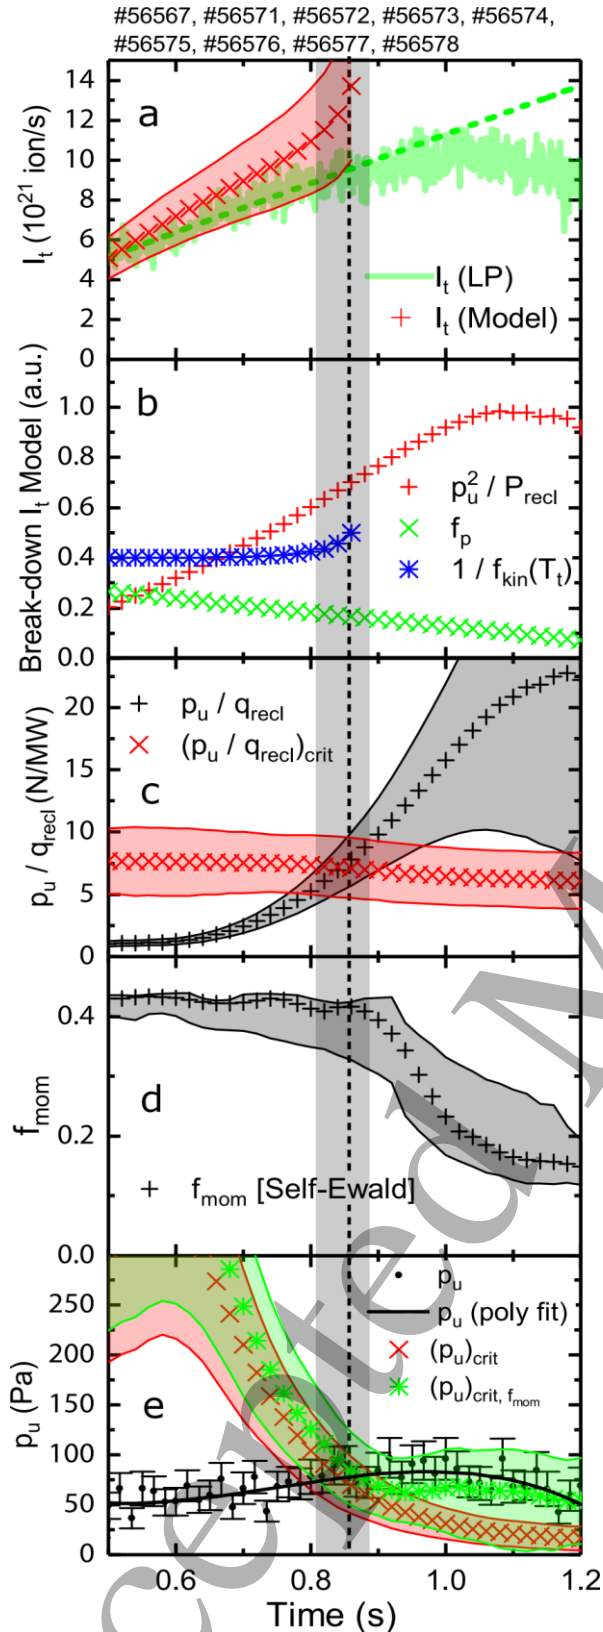 #56567, #56571, #56572, #56573, #56574,
#56575, #56576, #56577, #56578
a
14
12
10
8
6
4
2
0
I_t (10^21 ion/s)
I_t (LP)
I_t (Model)
b
1.0
0.8
0.6
0.4
0.2
0.0
Break-down I_t Model (a.u.)
p_u^2 / P_recl
f_p
1 / f_kin(T_t)
p_u / q_recl
(p_u / q_recl)_crit
c
20
15
10
5
0
p_u / q_recl (N/MW)
0.4
0.2
0.0
f_mom
d
f_mom [Self-Ewald]
p_u
p_u (poly fit)
(p_u)_crit
(p_u)_crit, f_mom
e
250
200
150
100
50
0
p_u (Pa)
0.6 0.8 1.0 1.2
Time (s)
cepted M